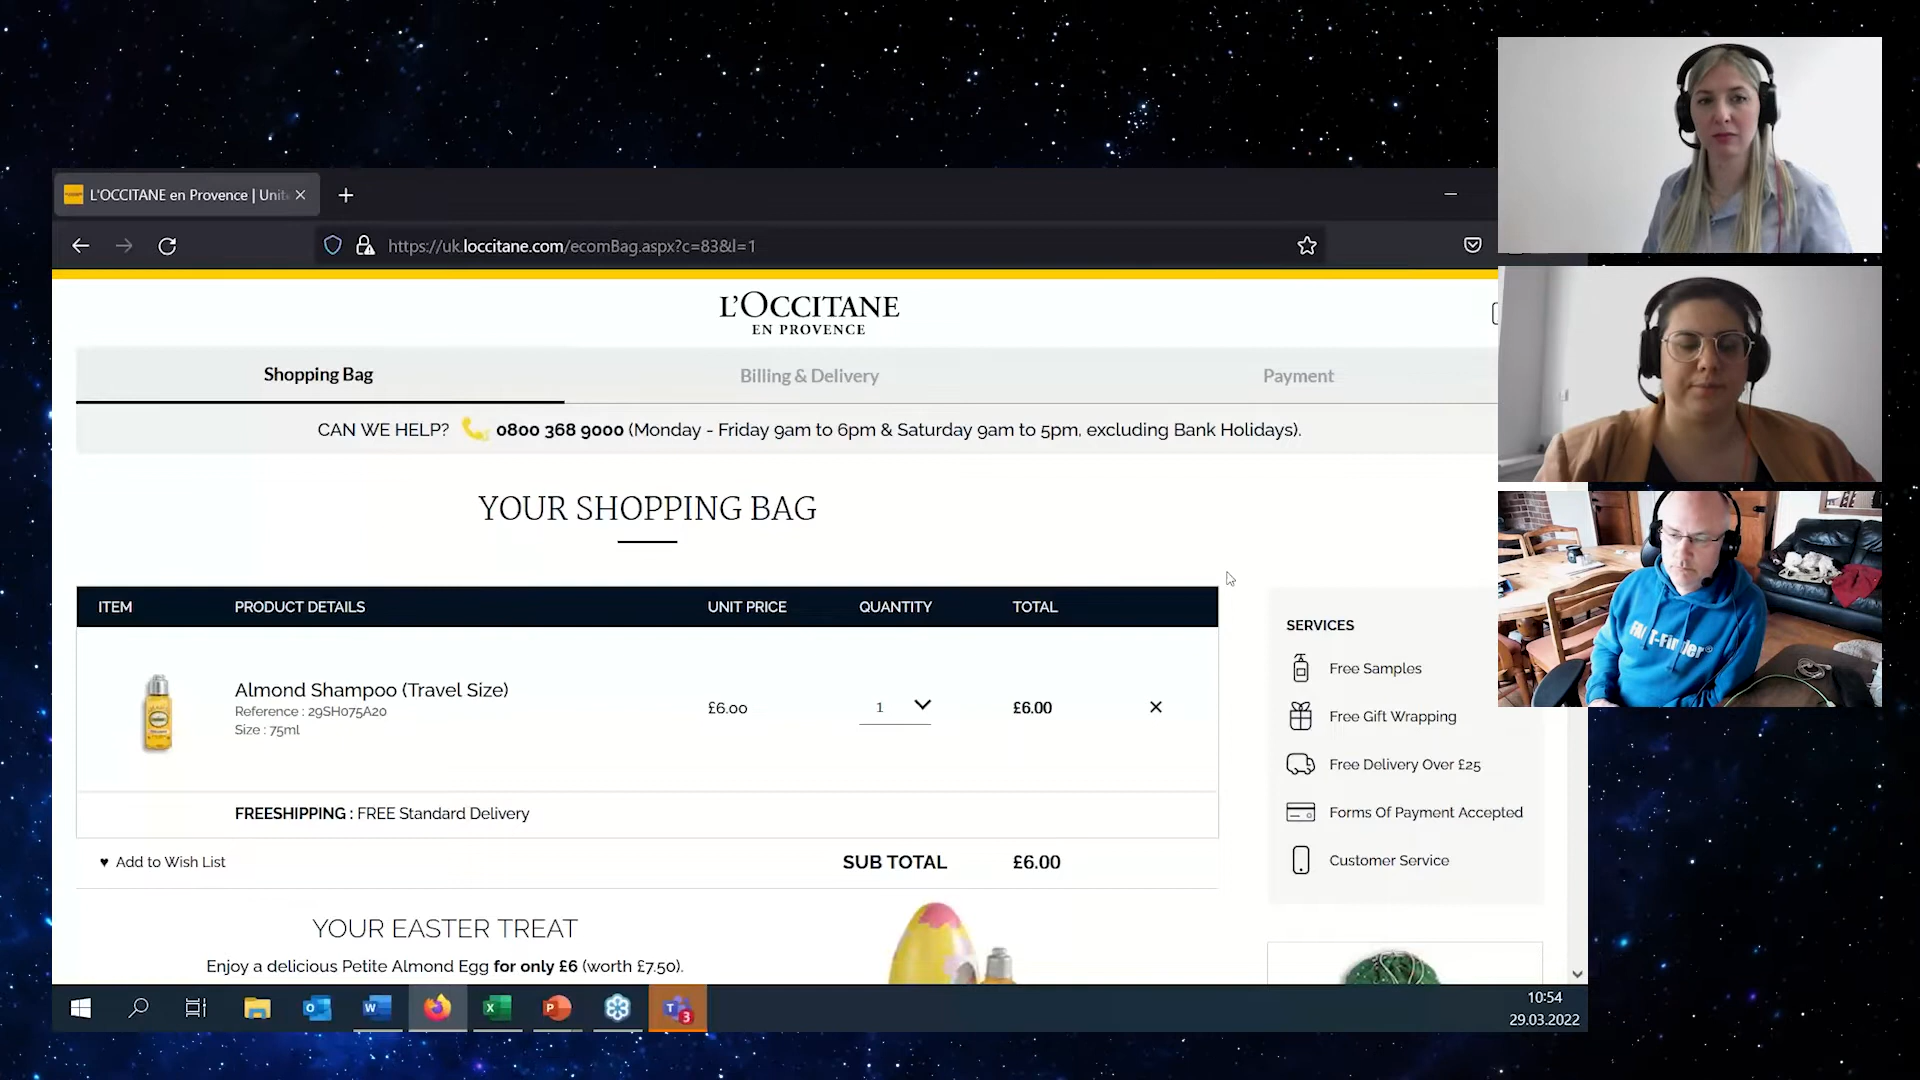 L'OCCITANE en Provence | Unit
https://uk.loccitane.com/ecomBag.aspx?c=83&l=1
L'OCCITANE
EN PROVENCE
Shopping Bag
Billing & Delivery
Payment
CAN WE HELP? 0800 368 9000 (Monday - Friday 9am to 6pm & Saturday 9am to 5pm, excluding Bank Holidays).
YOUR SHOPPING BAG
ITEM PRODUCT DETAILS UNIT PRICE QUANTITY TOTAL
Almond Shampoo (Travel Size)
Reference : 29SH075A20
Size : 75ml
£6.00 1 £6.00
FREESHIPPING : FREE Standard Delivery
♥ Add to Wish List
SUB TOTAL £6.00
SERVICES
Free Samples
Free Gift Wrapping
Free Delivery Over £25
Forms Of Payment Accepted
Customer Service
YOUR EASTER TREAT
Enjoy a delicious Petite Almond Egg for only £6 (worth £7.50).
3
10:54
29.03.2022